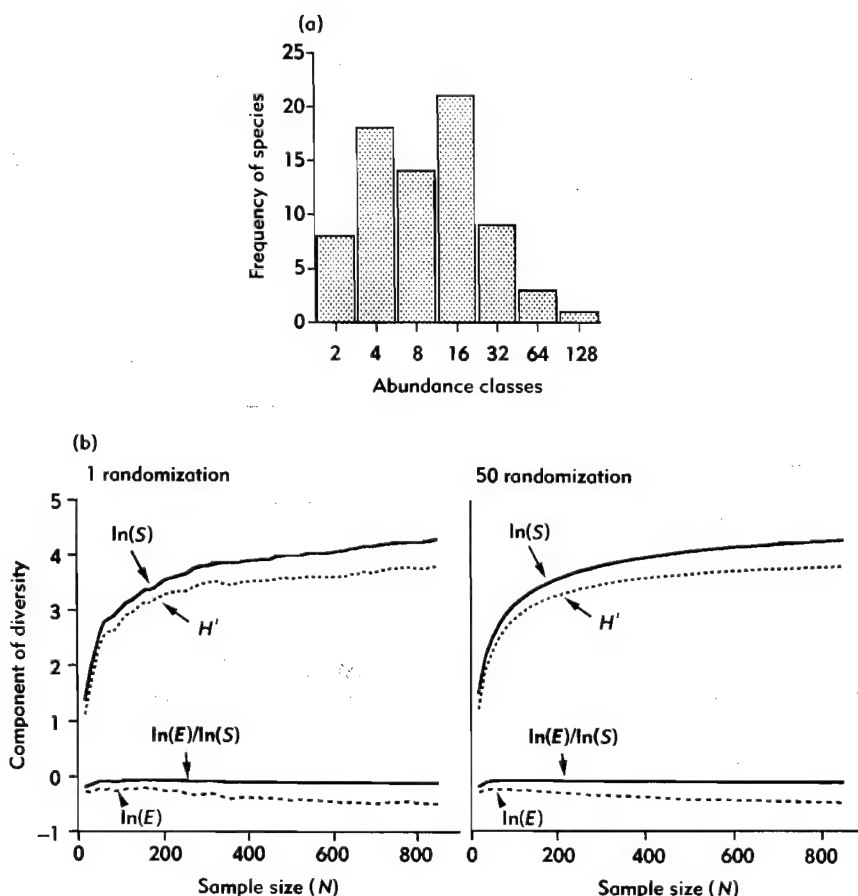 (a)
25
20
15
10
5
0
Frequency of species
2 4 8 16 32 64 128
Abundance classes
(b)
1 randomization
50 randomization
5
4
3
2
1
0
−1
Component of diversity
ln(S)
H'
ln(E)/ln(S)
ln(E)
0 200 400 600 800
Sample size (N)
ln(S)
H'
ln(E)/ln(S)
ln(E)
0 200 400 600 800
Sample size (N)